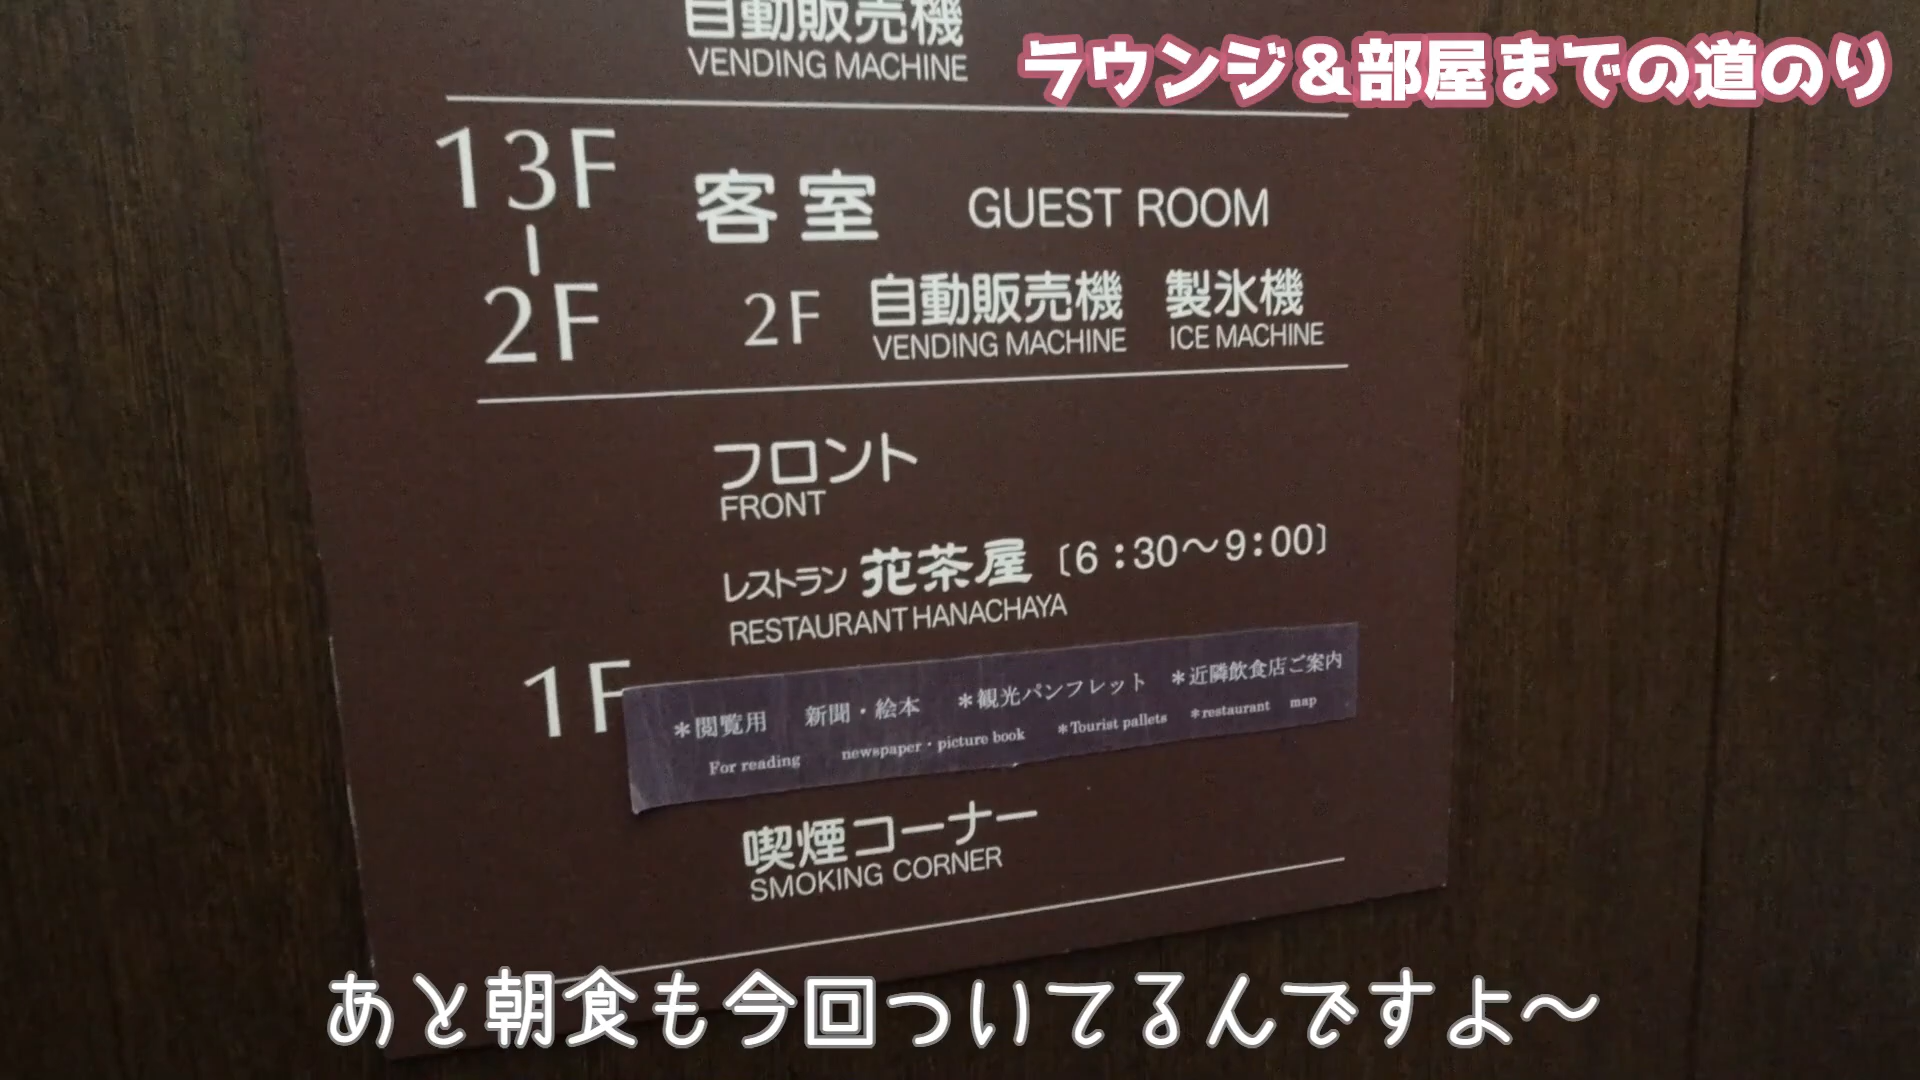 自動販売機
VENDING MACHINE
ラウンジ&部屋までの道のり
13F
客室 GUEST ROOM
2F
2F 自動販売機 製氷機
VENDING MACHINE ICE MACHINE
フロント
FRONT
レストラン 花茶屋 〔6:30〜9:00〕
RESTAURANT HANACHAYA
1F
*閲覧用 新聞・絵本 *観光パンフレット *近隣飲食店ご案内
For reading newspaper・picture book *Tourist pallets *restaurant map
喫煙コーナー
SMOKING CORNER
あと朝食も今回ついてるんですよ〜